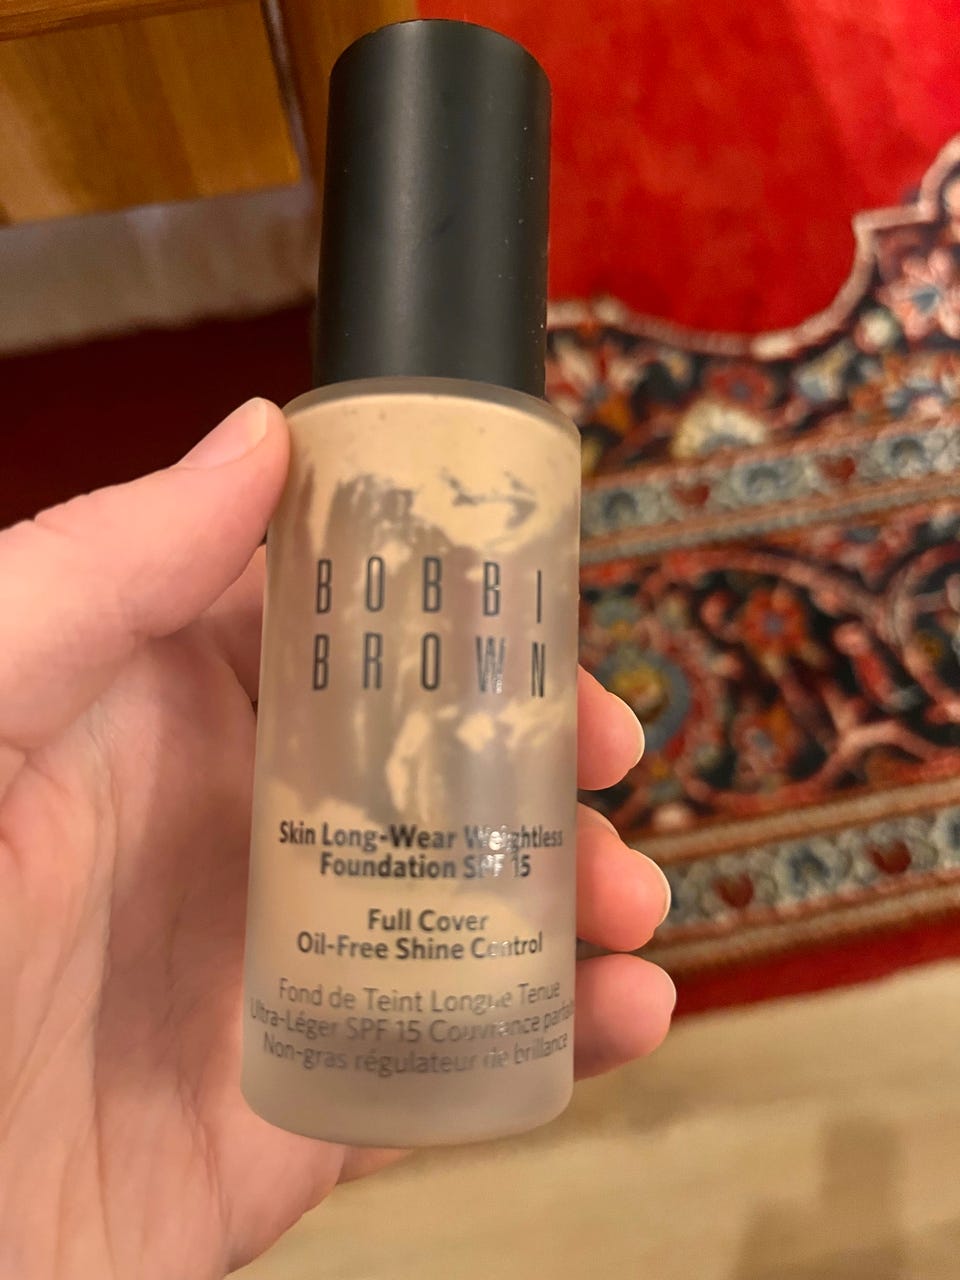 BOBBI
BROWN
Skin Long-Wear Weightless
Foundation SPF 15
Full Cover
Oil-Free Shine Control
Fond de Teint Longue Tenue
Ultra-Léger SPF 15 Couvrance
Non-gras régulateur de brillance